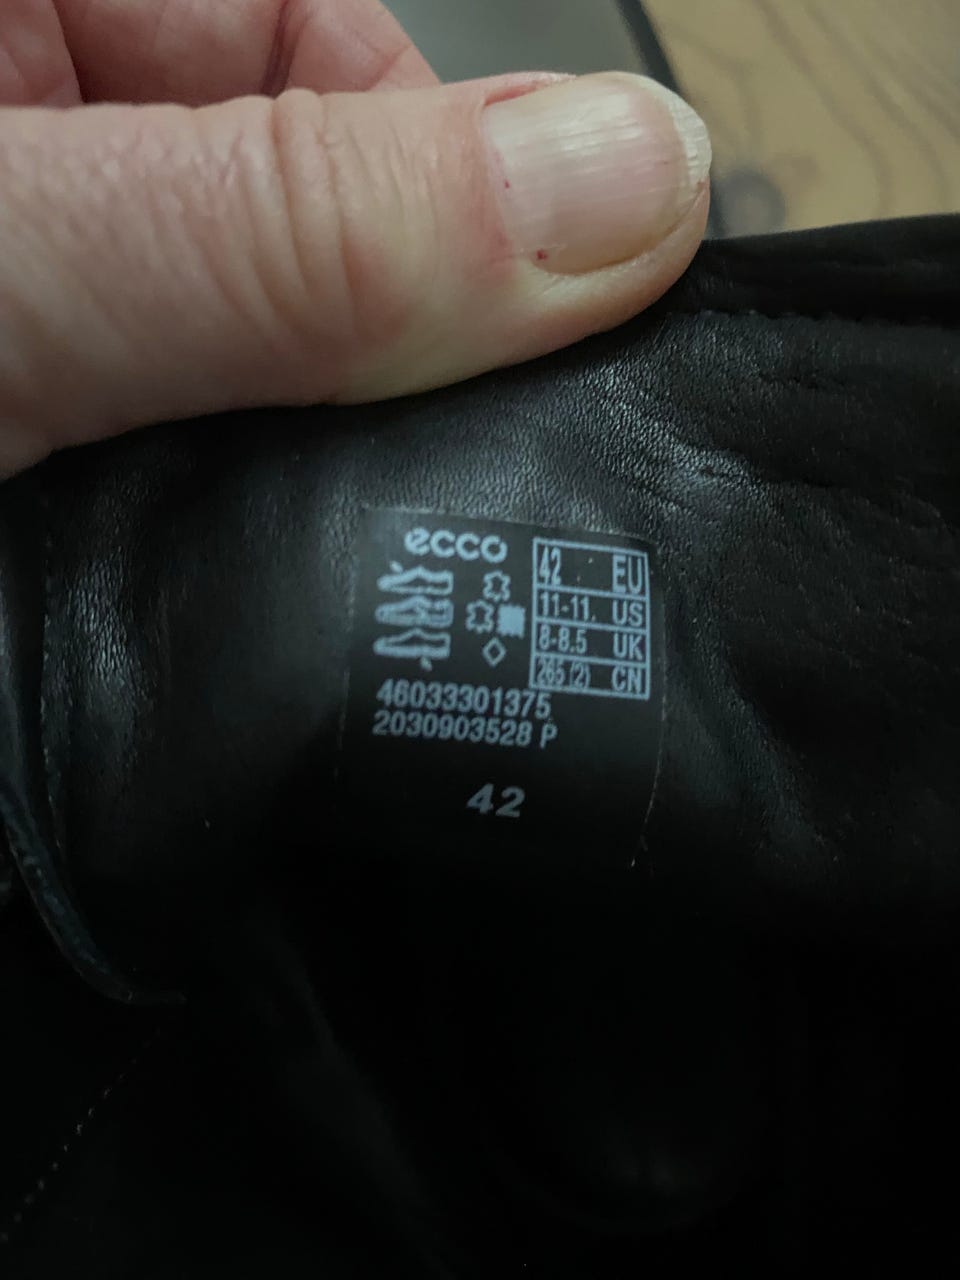 ecco
42 EU
11-11. US
8-8.5 UK
265 (2) CN
46033301375
2030903528 P
42